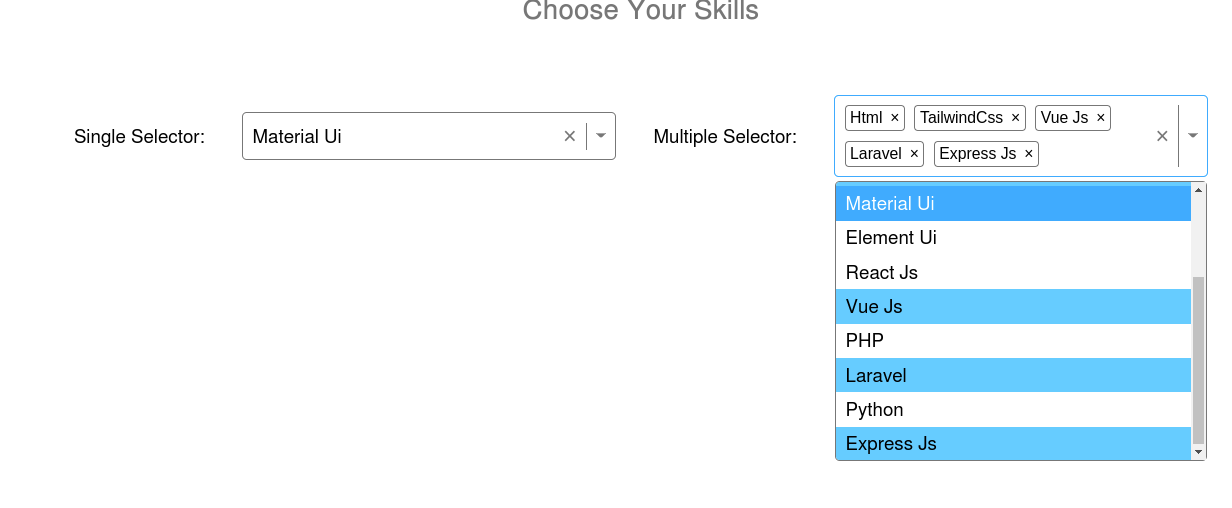 Choose Your Skills
Single Selector:
Material Ui ×
Multiple Selector:
Html × TailwindCss × Vue Js ×
Laravel × Express Js ×
×
Material Ui
Element Ui
React Js
Vue Js
PHP
Laravel
Python
Express Js